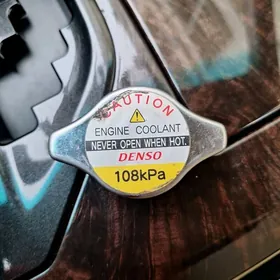 CAUTION
ENGINE COOLANT
NEVER OPEN WHEN HOT.
DENSO
108kPa